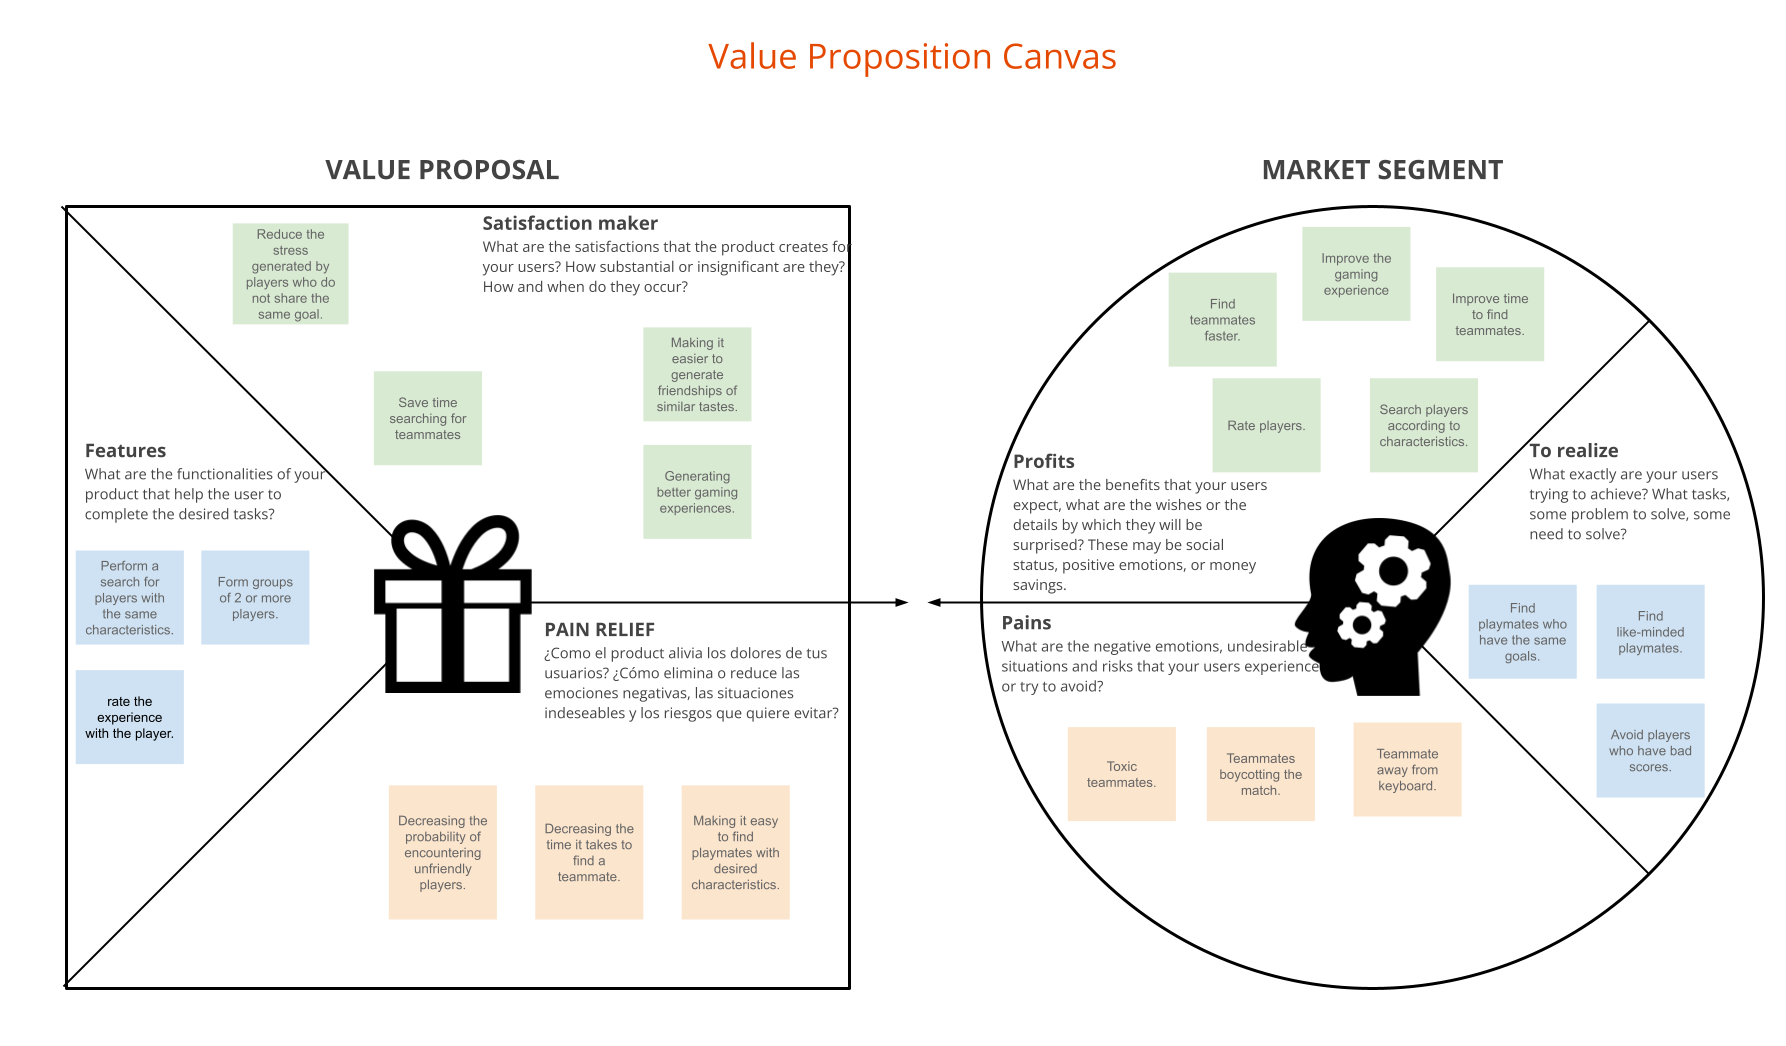 Value Proposition Canvas
VALUE PROPOSAL
Reduce the
stress
generated by
players who do
not share the
same goal.
Satisfaction maker
What are the satisfactions that the product creates for
your users? How substantial or insignificant are they?
How and when do they occur?
Making it
easier to
generate
friendships of
similar tastes.
Save time
searching for
teammates
Generating
better gaming
experiences.
Features
What are the functionalities of your
product that help the user to
complete the desired tasks?
Perform a
search for
players with
the same
characteristics.
Form groups
of 2 or more
players.
rate the
experience
with the player.
PAIN RELIEF
¿Como el product alivia los dolores de tus
usuarios? ¿Cómo elimina o reduce las
emociones negativas, las situaciones
indeseables y los riesgos que quiere evitar?
Decreasing the
probability of
encountering
unfriendly
players.
Decreasing the
time it takes to
find a
teammate.
Making it easy
to find
playmates with
desired
characteristics.
MARKET SEGMENT
Find
teammates
faster.
Improve the
gaming
experience
Improve time
to find
teammates.
Rate players.
Search players
according to
characteristics.
Profits
What are the benefits that your users
expect, what are the wishes or the
details by which they will be
surprised? These may be social
status, positive emotions, or money
savings.
To realize
What exactly are your users
trying to achieve? What tasks,
some problem to solve, some
need to solve?
Find
playmates who
have the same
goals.
Find
like-minded
playmates.
Avoid players
who have bad
scores.
Pains
What are the negative emotions, undesirable
situations and risks that your users experience
or try to avoid?
Toxic
teammates.
Teammates
boycotting the
match.
Teammate
away from
keyboard.